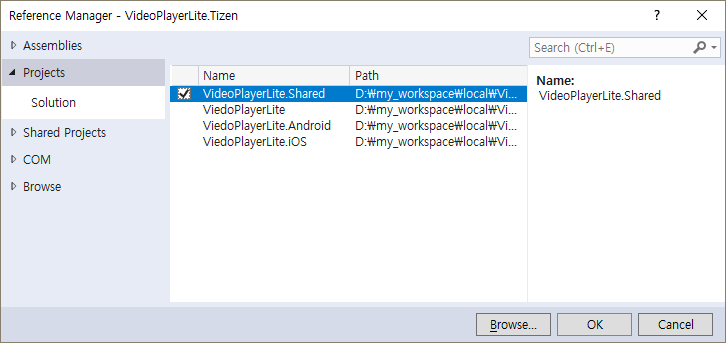 Reference Manager - VideoPlayerLite.Tizen
? ×
Assemblies
Search (Ctrl+E)
Projects
Solution
Shared Projects
COM
Browse
Name Path
VideoPlayerLite.Shared D:₩my_workspace₩local₩Vi...
ViedoPlayerLite D:₩my_workspace₩local₩Vi...
ViedoPlayerLite.Android D:₩my_workspace₩local₩Vi...
ViedoPlayerLite.iOS D:₩my_workspace₩local₩Vi...
Name:
VideoPlayerLite.Shared
Browse... OK Cancel